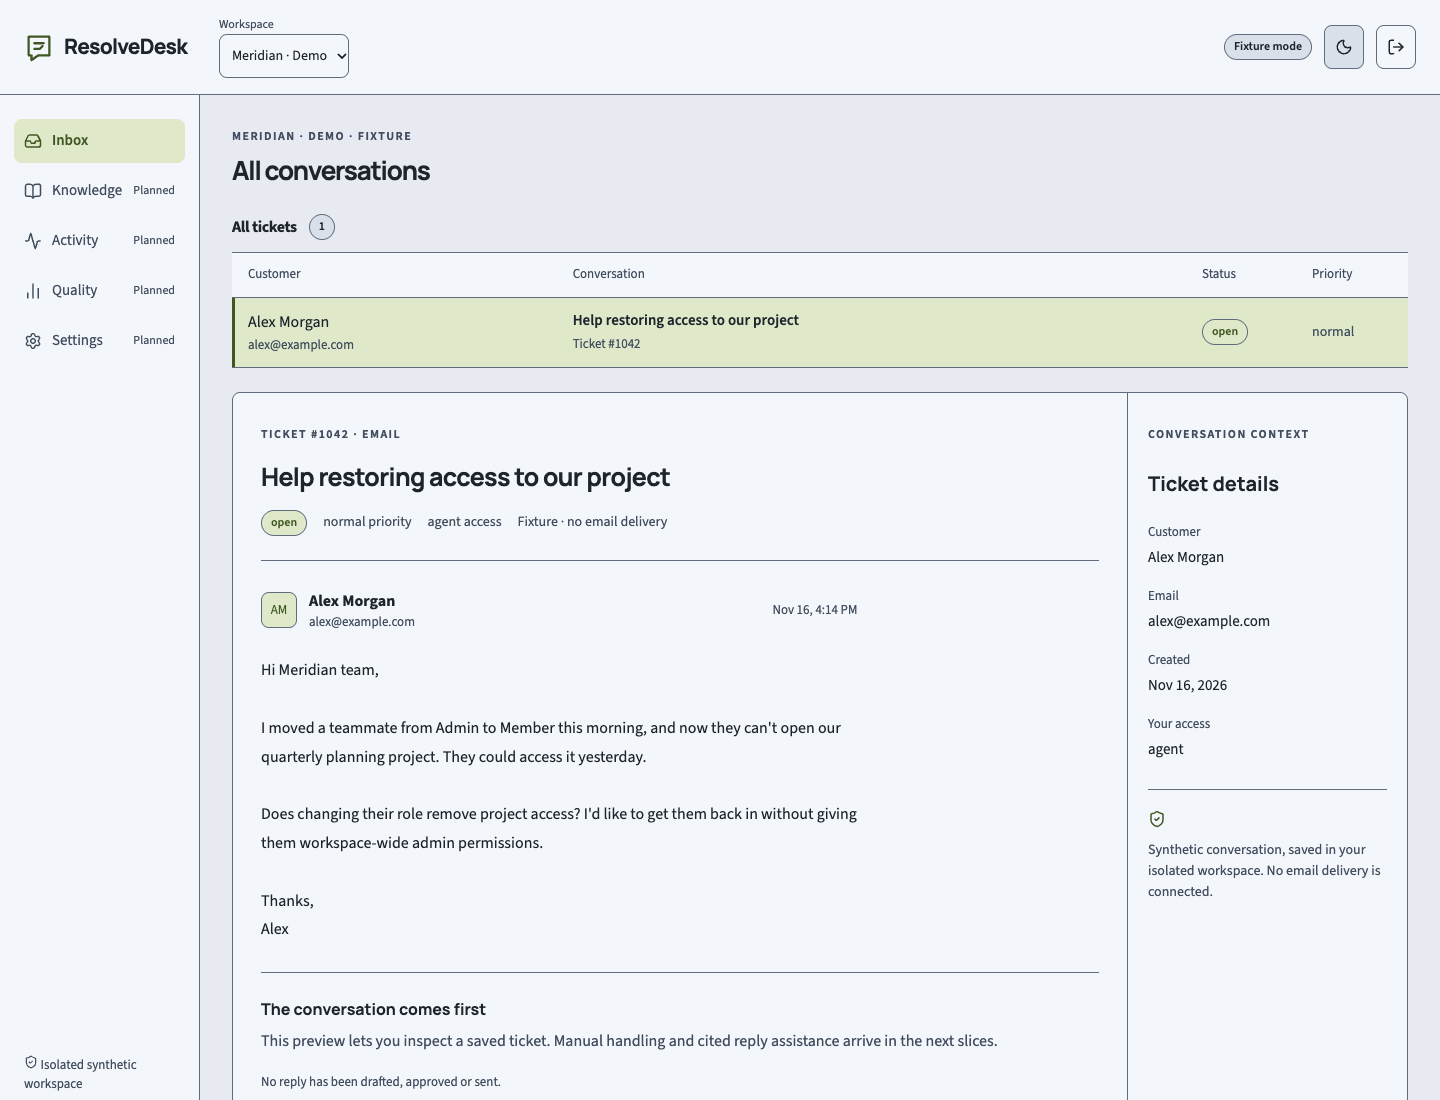 ResolveDesk
Workspace
Meridian · Demo
Fixture mode
Inbox
Knowledge Planned
Activity Planned
Quality Planned
Settings Planned
Isolated synthetic
workspace
MERIDIAN · DEMO · FIXTURE
All conversations
All tickets 1
Customer Conversation Status Priority
Alex Morgan Help restoring access to our project open normal
alex@example.com Ticket #1042
TICKET #1042 · EMAIL
Help restoring access to our project
open normal priority agent access Fixture · no email delivery
AM Alex Morgan Nov 16, 4:14 PM
alex@example.com
Hi Meridian team,
I moved a teammate from Admin to Member this morning, and now they can't open our
quarterly planning project. They could access it yesterday.
Does changing their role remove project access? I'd like to get them back in without giving
them workspace-wide admin permissions.
Thanks,
Alex
The conversation comes first
This preview lets you inspect a saved ticket. Manual handling and cited reply assistance arrive in the next slices.
No reply has been drafted, approved or sent.
CONVERSATION CONTEXT
Ticket details
Customer
Alex Morgan
Email
alex@example.com
Created
Nov 16, 2026
Your access
agent
Synthetic conversation, saved in your
isolated workspace. No email delivery is
connected.